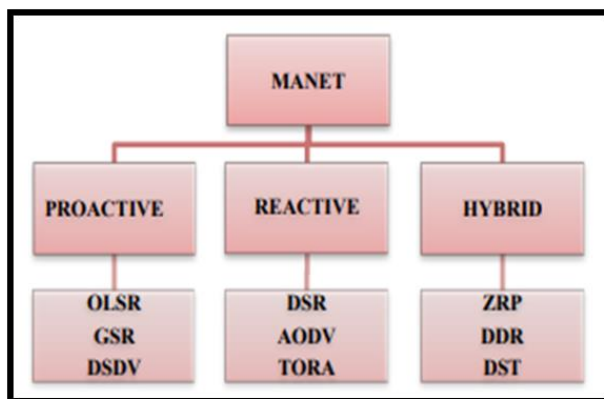 MANET
PROACTIVE
REACTIVE
HYBRID
OLSR
GSR
DSDV
DSR
AODV
TORA
ZRP
DDR
DST